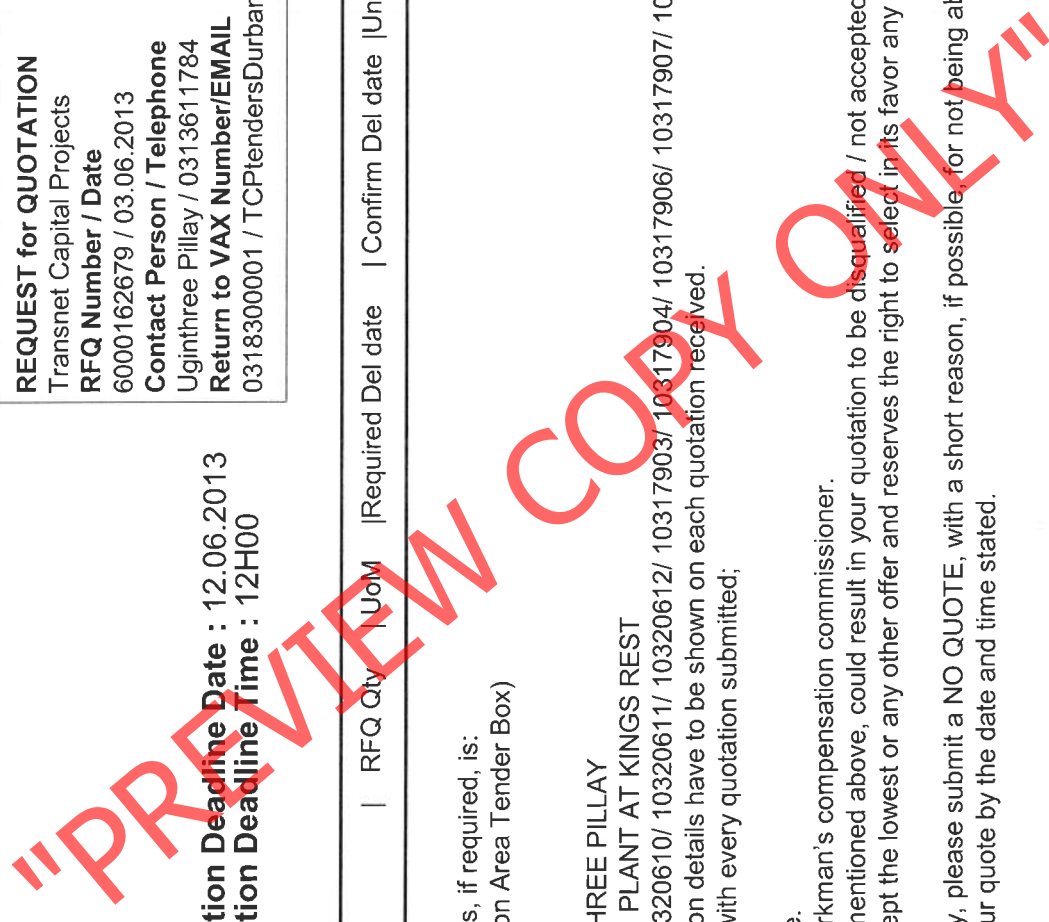 REQUEST for QUOTATION
Transnet Capital Projects
RFQ Number / Date
6000162679 / 03.06.2013
Contact Person / Telephone
Uginthree Pillay / 0313611784
Return to VAX Number/EMAIL
0318300001 / TCPtendersDurban
tion Deadline Date : 12.06.2013
tion Deadline Time : 12H00
| RFQ Qty | UoM |Required Del date | Confirm Del date |Un
s, if required, is:
on Area Tender Box)
HREE PILLAY
PLANT AT KINGS REST
320610/ 10320611/ 10320612/ 10317903/ 10317904/ 10317906/ 10317907/ 10
on details have to be shown on each quotation received.
with every quotation submitted;
e.
rkman's compensation commissioner.
mentioned above, could result in your quotation to be disqualified / not accepted
ept the lowest or any other offer and reserves the right to select in its favor any
y, please submit a NO QUOTE, with a short reason, if possible, for not being ab
ur quote by the date and time stated.
"PREVIEW COPY ONLY"